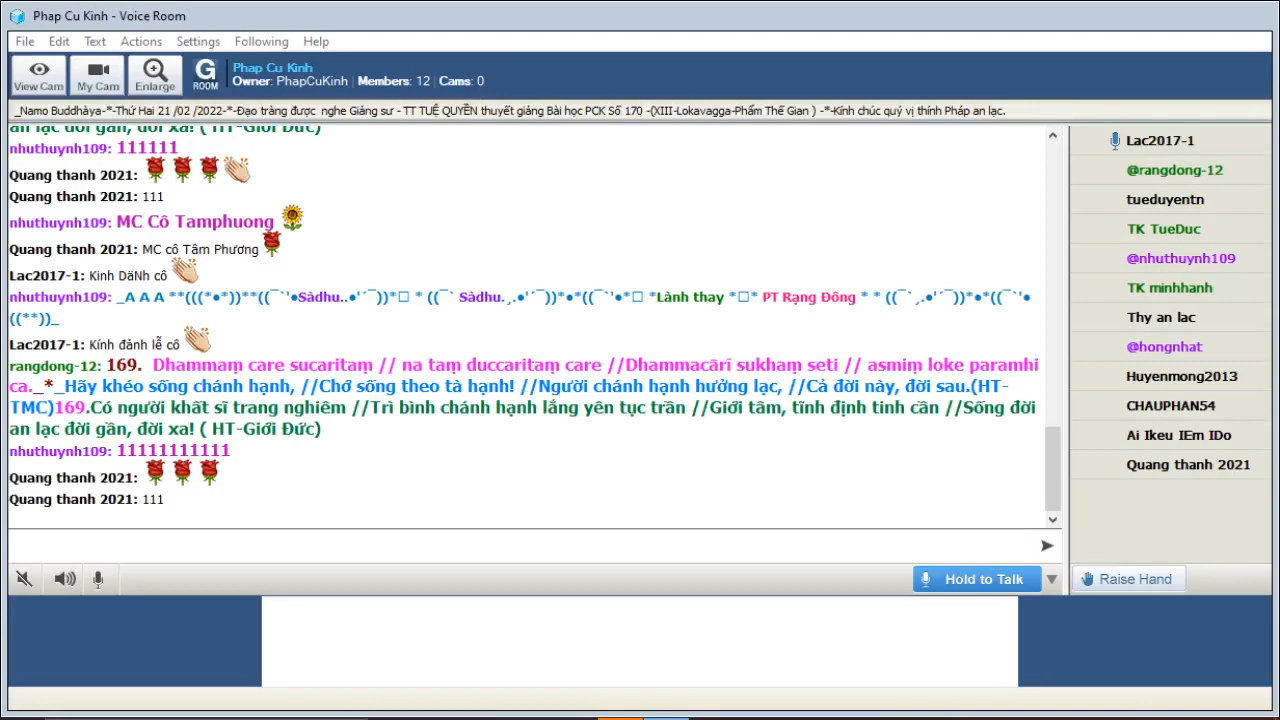 Phap Cu Kinh - Voice Room
File Edit Text Actions Settings Following Help
View Cam My Cam Enlarge G ROOM
Phap Cu Kinh
Owner: PhapCuKinh Members: 12 Cams: 0
_Namo Buddhàya-*-Thứ Hai 21 /02 /2022-*-Đạo tràng được nghe Giảng sư - TT TUỆ QUYỀN thuyết giảng Bài học PCK Số 170 -(XIII-Lokavagga-Phẩm Thế Gian ) -*-Kính chúc quý vị thính Pháp an lạc.
an lạc đời gần, đời xa! ( HT-Giới Đức)
nhuthuynh109: 111111
Quang thanh 2021:
Quang thanh 2021: 111
nhuthuynh109: MC Cô Tamphuong
Quang thanh 2021: MC cô Tâm Phương
Lac2017-1: Kinh DãNh cô
nhuthuynh109: _A A A **(((*●*))**((¯`'●Sàdhu..●'´¯))*□ * ((¯` Sàdhu.¸.●'´¯))*●*((¯`'●*□ *Lành thay *□* PT Rạng Đông * * ((¯`¸.●'´¯))*●*((¯`'●
((**))_
Lac2017-1: Kính đảnh lễ cô
rangdong-12: 169. Dhammaṃ care sucaritaṃ // na taṃ duccaritaṃ care //Dhammacārī sukhaṃ seti // asmiṃ loke paramhi
ca._*_Hãy khéo sống chánh hạnh, //Chớ sống theo tà hạnh! //Người chánh hạnh hưởng lạc, //Cả đời này, đời sau.(HT-
TMC)169.Có người khất sĩ trang nghiêm //Trì bình chánh hạnh lắng yên tục trần //Giới tâm, tĩnh định tinh cần //Sống đời
an lạc đời gần, đời xa! ( HT-Giới Đức)
nhuthuynh109: 11111111111
Quang thanh 2021:
Quang thanh 2021: 111
Hold to Talk
Lac2017-1
@rangdong-12
tueduyentn
TK TueDuc
@nhuthuynh109
TK minhhanh
Thy an lac
@hongnhat
Huyenmong2013
CHAUPHAN54
Ai Ikeu IEm IDo
Quang thanh 2021
Raise Hand